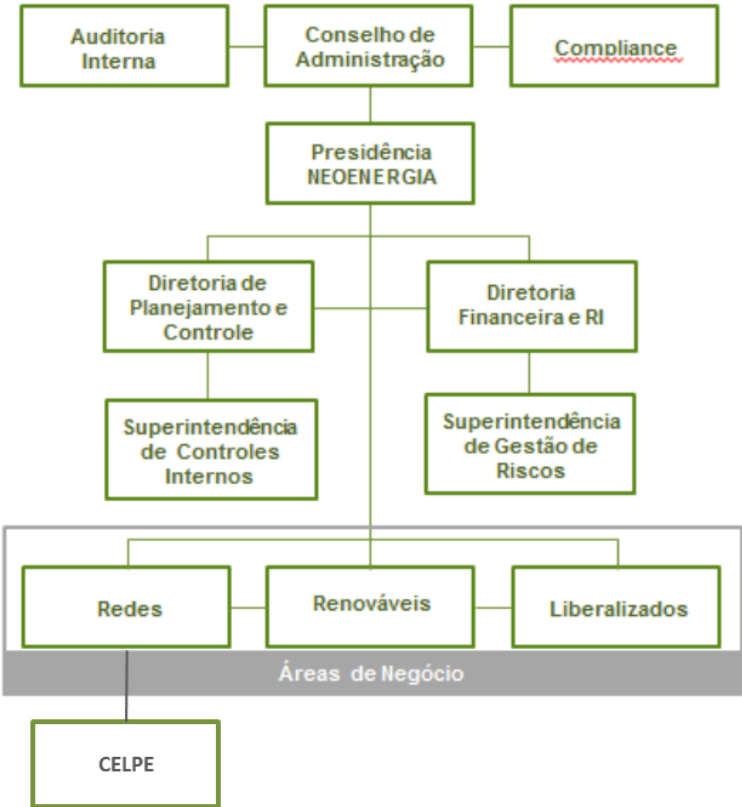 Auditoria
Interna
Conselho de
Administração
Compliance
Presidência
NEOENERGIA
Diretoria de
Planejamento e
Controle
Diretoria
Financeira e RI
Superintendência
de Controles
Internos
Superintendência
de Gestão de
Riscos
Redes
Renováveis
Liberalizados
Áreas de Negócio
CELPE